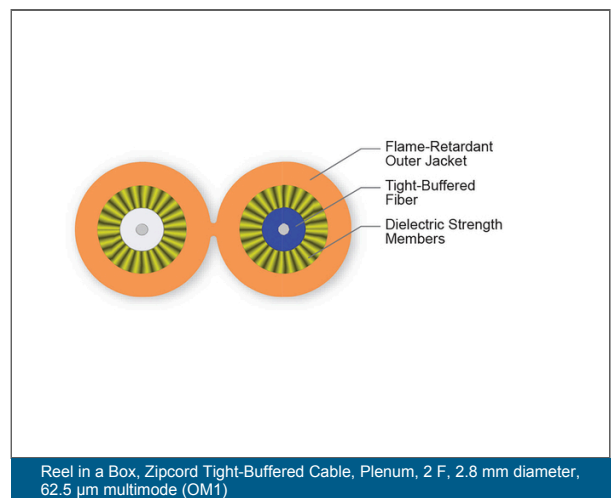 Flame-Retardant
Outer Jacket
Tight-Buffered
Fiber
Dielectric Strength
Members
Reel in a Box, Zipcord Tight-Buffered Cable, Plenum, 2 F, 2.8 mm diameter,
62.5 µm multimode (OM1)